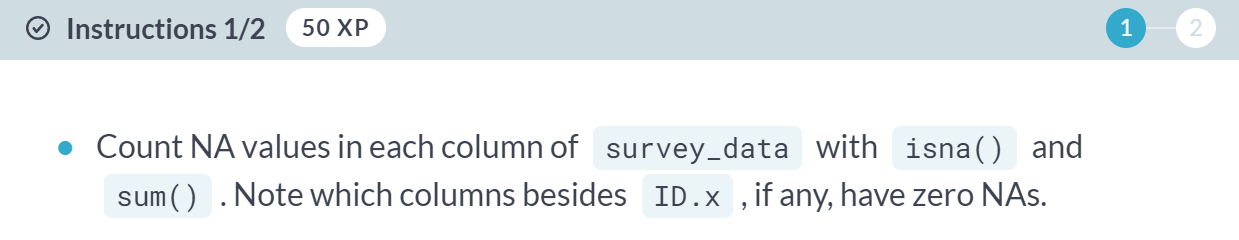 Instructions 1/2 50 XP 1 2
Count NA values in each column of survey_data with isna() and
sum() . Note which columns besides ID.x , if any, have zero NAs.